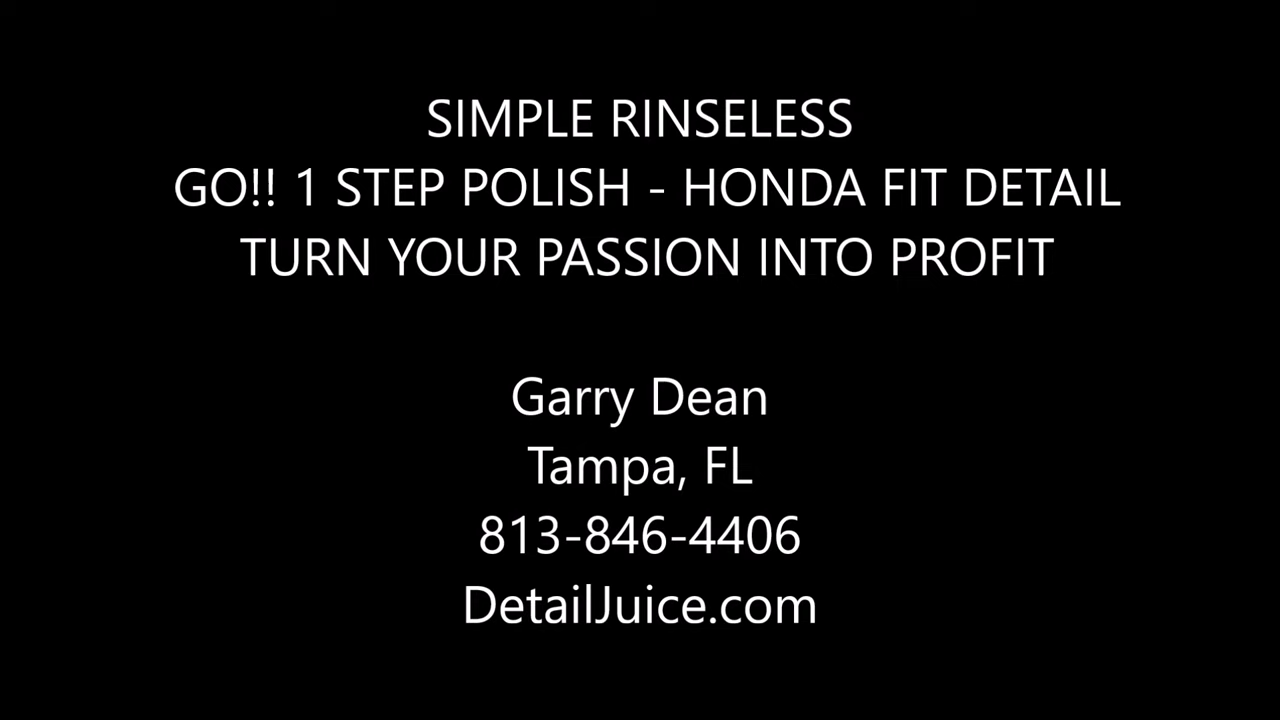 SIMPLE RINSELESS
GO!! 1 STEP POLISH - HONDA FIT DETAIL
TURN YOUR PASSION INTO PROFIT
Garry Dean
Tampa, FL
813-846-4406
DetailJuice.com